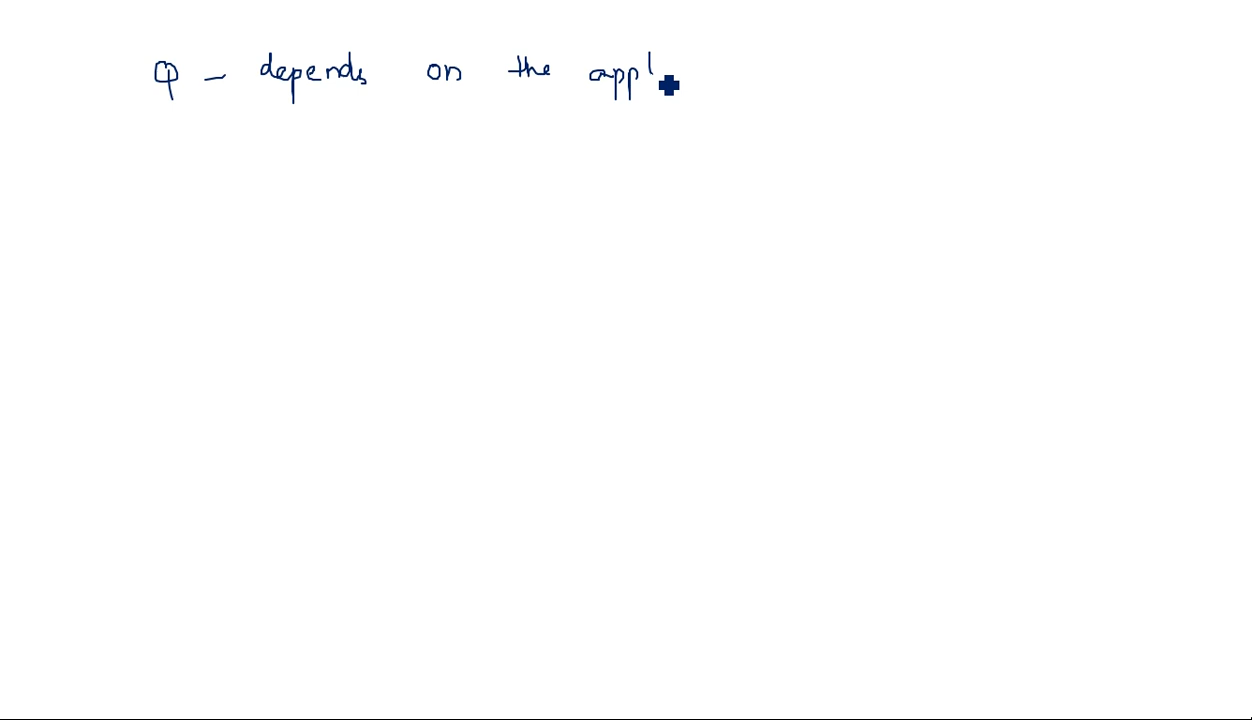 φ - depends on the appl